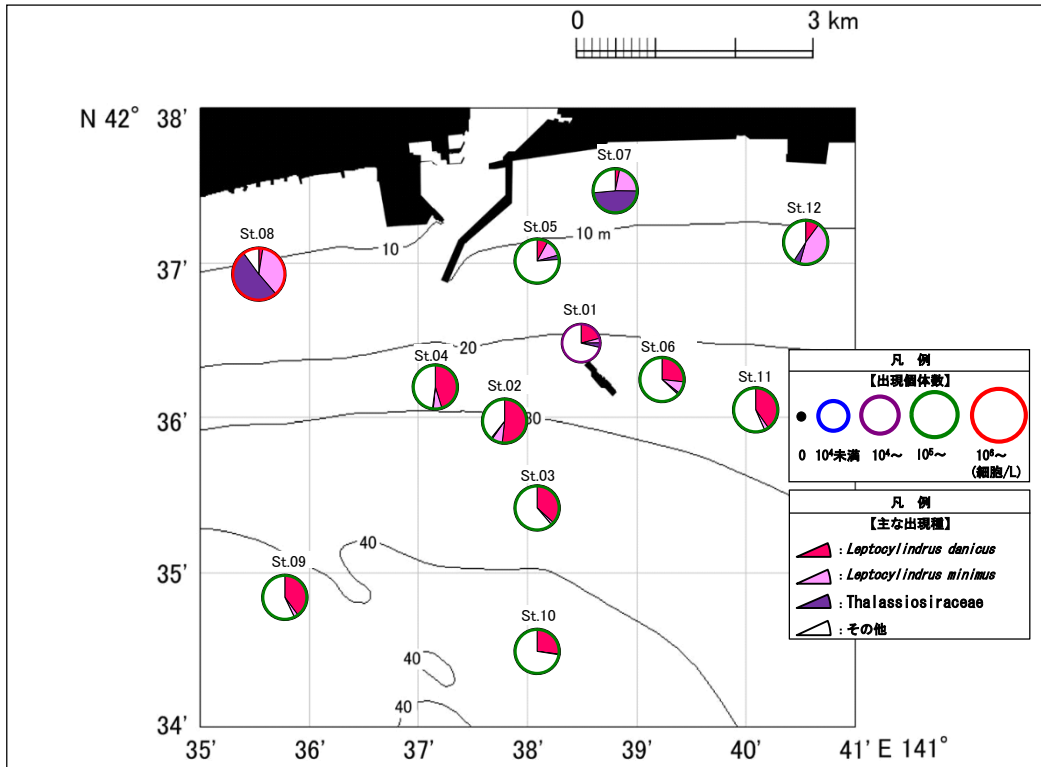 0 3 km
N 42° 38'
St.07
St.12
St.08
St.05
10
10 m
37'
St.01
St.04
20
St.06
St.02
St.11
36'
30
St.03
40
35'
St.09
St.10
40
40
34'
35' 36' 37' 38' 39' 40' 41' E 141°
凡 例
【出現個体数】
0 10⁴未満 10⁴～ 10⁵～ 10⁶～
(細胞/L)
凡 例
【主な出現種】
: Leptocylindrus danicus
: Leptocylindrus minimus
: Thalassiosiraceae
: その他